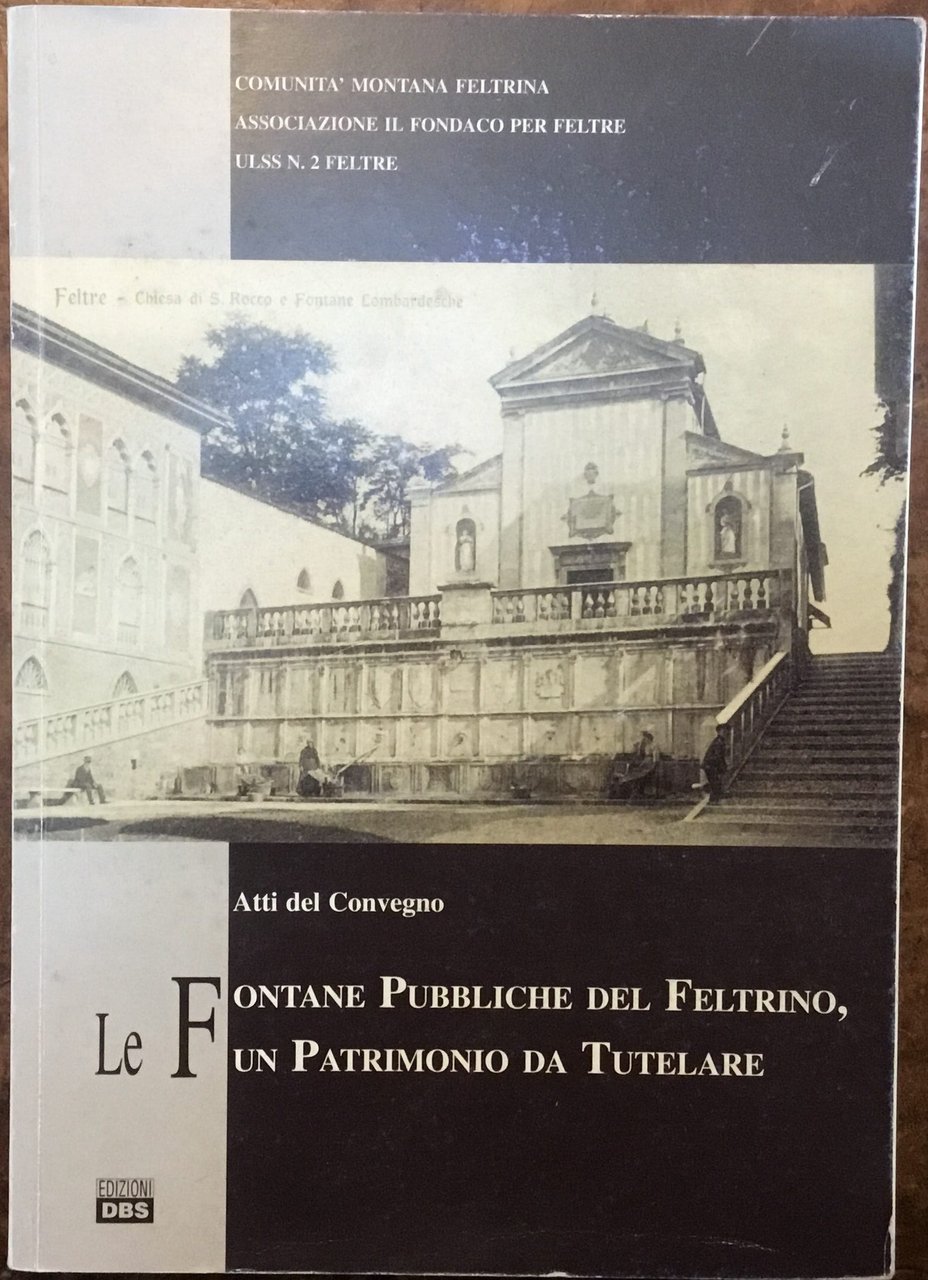 COMUNITA' MONTANA FELTRINA
ASSOCIAZIONE IL FONDACO PER FELTRE
ULSS N. 2 FELTRE
Feltre - Chiesa di S. Rocco e Fontane Lombardesche
Atti del Convegno
Le FONTANE PUBBLICHE DEL FELTRINO,
UN PATRIMONIO DA TUTELARE
EDIZIONI
DBS